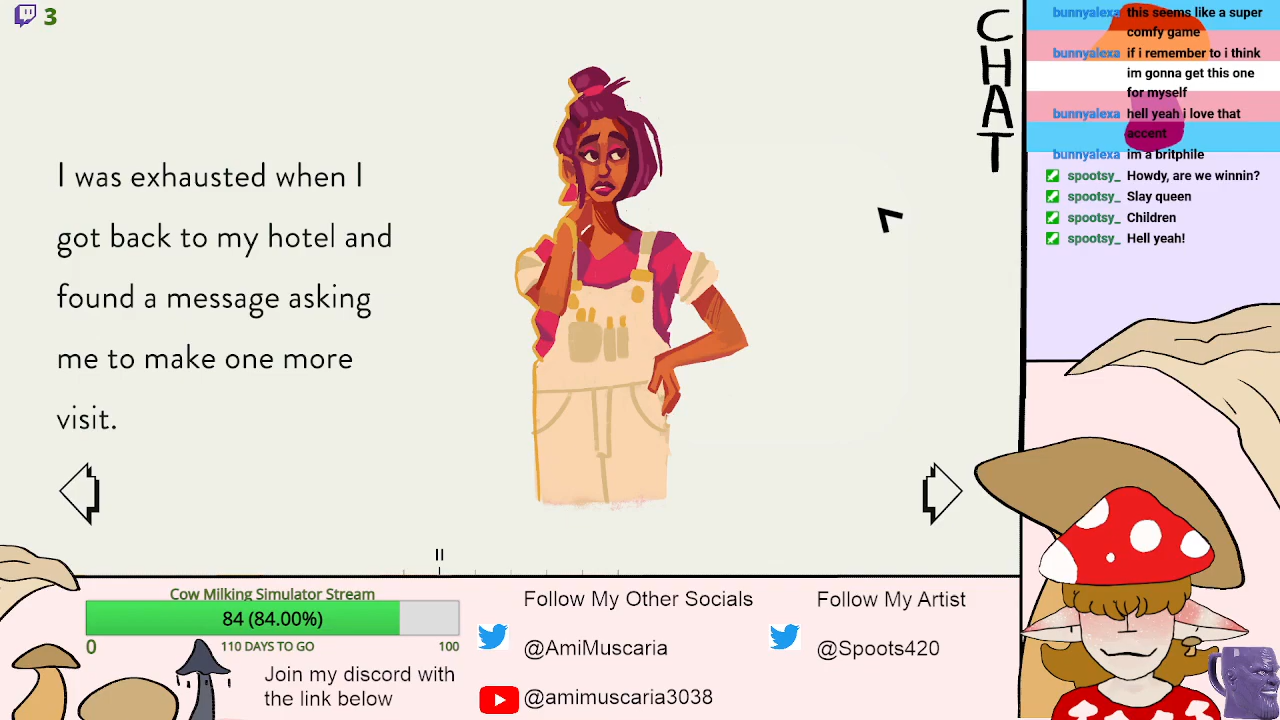 3
I was exhausted when I
got back to my hotel and
found a message asking
me to make one more
visit.
II
CHAT
bunnyalexa this seems like a super
comfy game
bunnyalexa if i remember to i think
im gonna get this one
for myself
bunnyalexa hell yeah i love that
accent
bunnyalexa im a britphile
spootsy_ Howdy, are we winnin?
spootsy_ Slay queen
spootsy_ Children
spootsy_ Hell yeah!
Cow Milking Simulator Stream
84 (84.00%)
0 110 DAYS TO GO 100
Join my discord with
the link below
Follow My Other Socials
@AmiMuscaria
@amimuscaria3038
Follow My Artist
@Spoots420